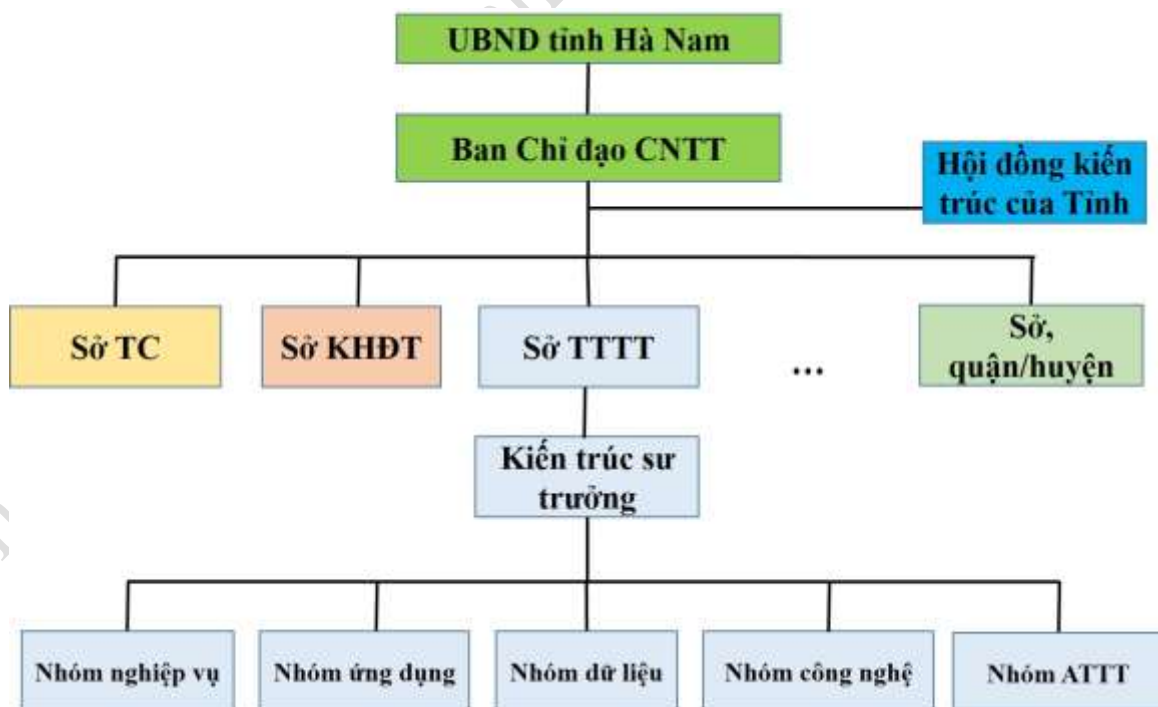 UBND tỉnh Hà Nam
Ban Chỉ đạo CNTT
Hội đồng kiến
trúc của Tỉnh
Sở TC
Sở KHĐT
Sở TTTT
...
Sở,
quận/huyện
Kiến trúc sư
trưởng
Nhóm nghiệp vụ
Nhóm ứng dụng
Nhóm dữ liệu
Nhóm công nghệ
Nhóm ATTT